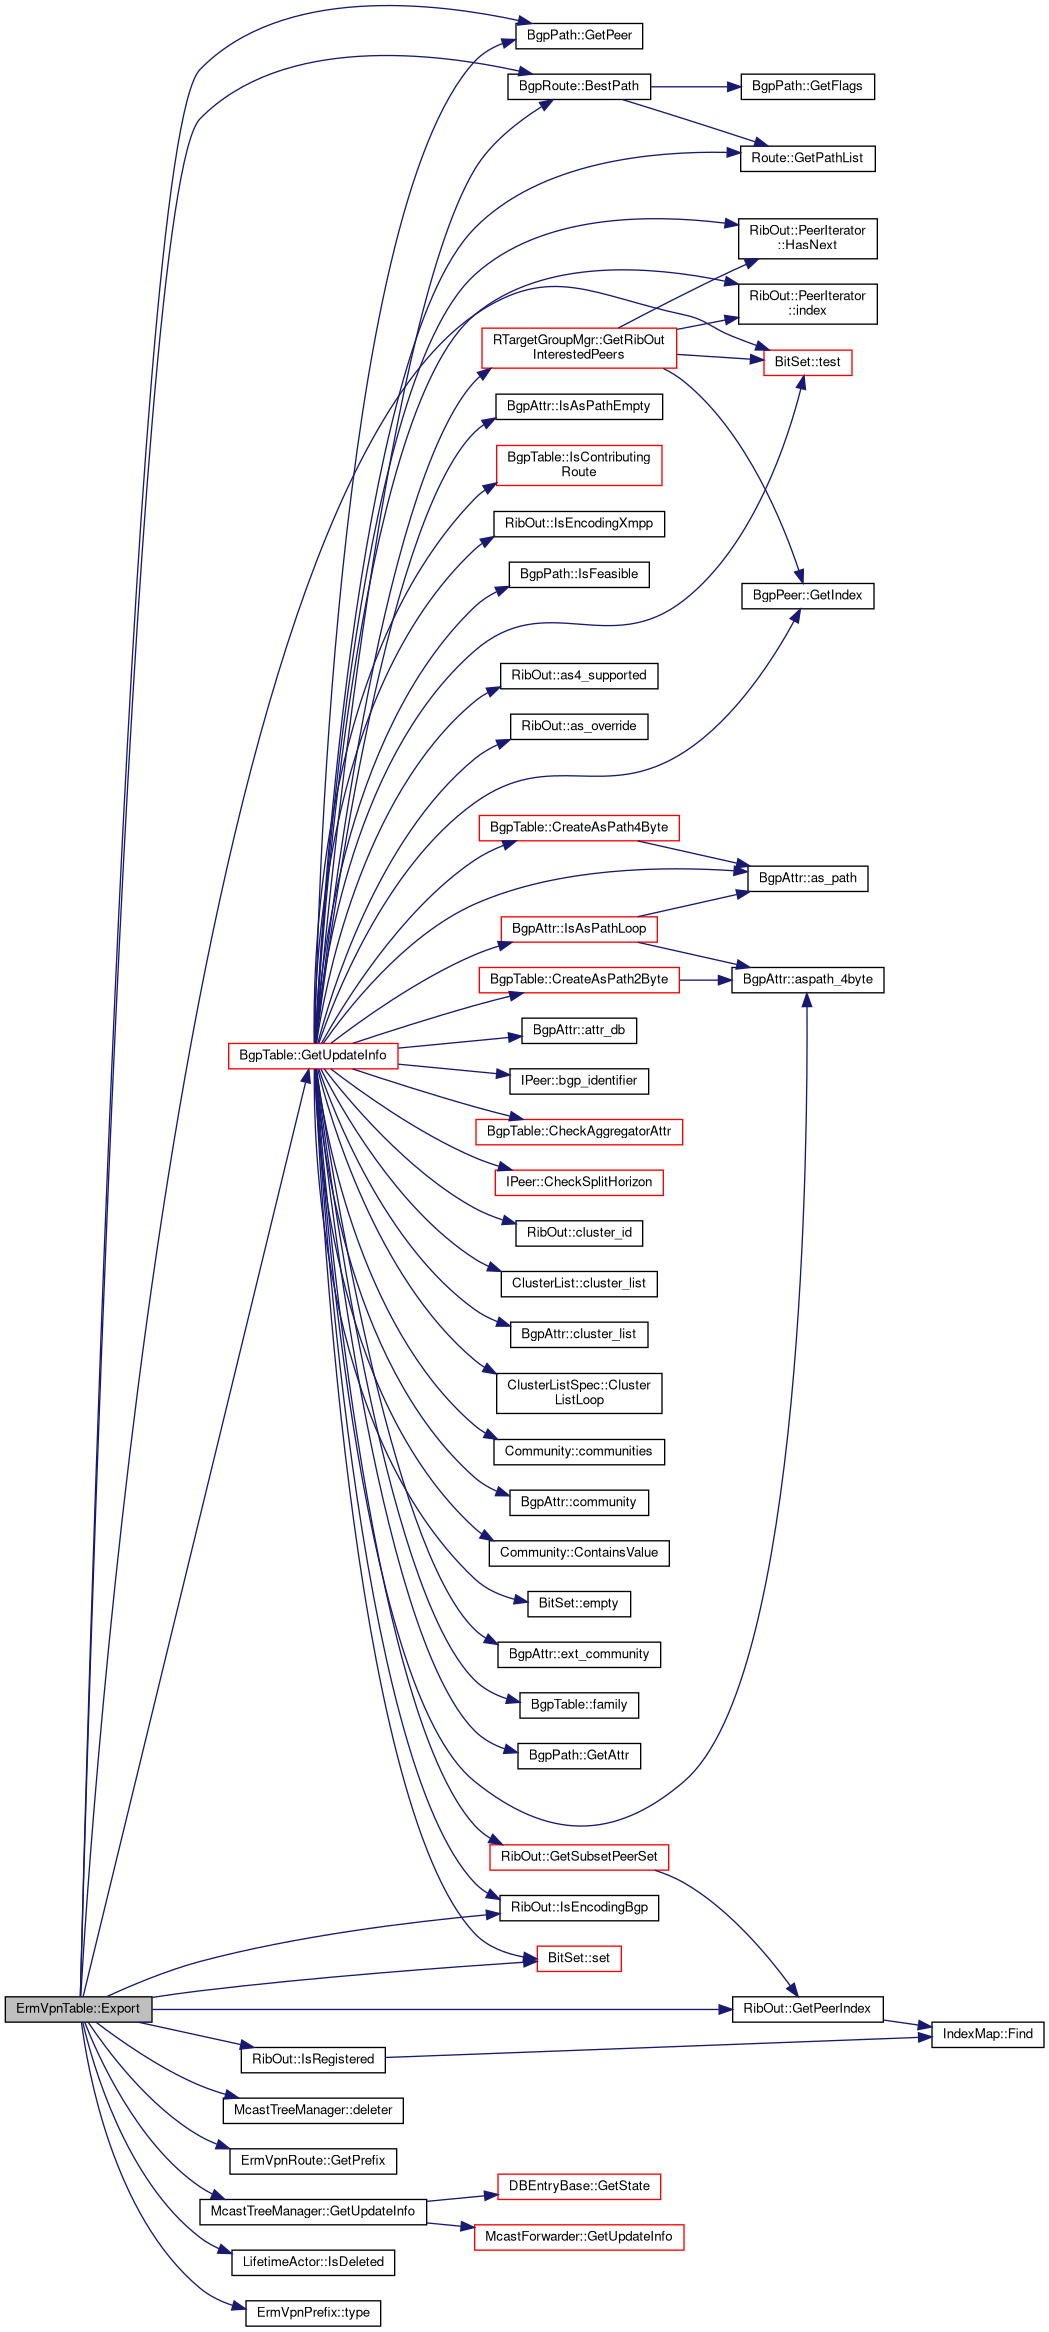 BgpPath::GetPeer
BgpRoute::BestPath
BgpPath::GetFlags
Route::GetPathList
RibOut::PeerIterator
::HasNext
RibOut::PeerIterator
::index
RTargetGroupMgr::GetRibOut
InterestedPeers
BitSet::test
BgpAttr::IsAsPathEmpty
BgpTable::IsContributing
Route
RibOut::IsEncodingXmpp
BgpPath::IsFeasible
BgpPeer::GetIndex
RibOut::as4_supported
RibOut::as_override
BgpTable::CreateAsPath4Byte
BgpAttr::as_path
BgpAttr::IsAsPathLoop
BgpTable::CreateAsPath2Byte
BgpAttr::aspath_4byte
BgpAttr::attr_db
BgpTable::GetUpdateInfo
IPeer::bgp_identifier
BgpTable::CheckAggregatorAttr
IPeer::CheckSplitHorizon
RibOut::cluster_id
ClusterList::cluster_list
BgpAttr::cluster_list
ClusterListSpec::Cluster
ListLoop
Community::communities
BgpAttr::community
Community::ContainsValue
BitSet::empty
BgpAttr::ext_community
BgpTable::family
BgpPath::GetAttr
RibOut::GetSubsetPeerSet
RibOut::IsEncodingBgp
BitSet::set
ErmVpnTable::Export
RibOut::GetPeerIndex
IndexMap::Find
RibOut::IsRegistered
McastTreeManager::deleter
ErmVpnRoute::GetPrefix
DBEntryBase::GetState
McastTreeManager::GetUpdateInfo
McastForwarder::GetUpdateInfo
LifetimeActor::IsDeleted
ErmVpnPrefix::type